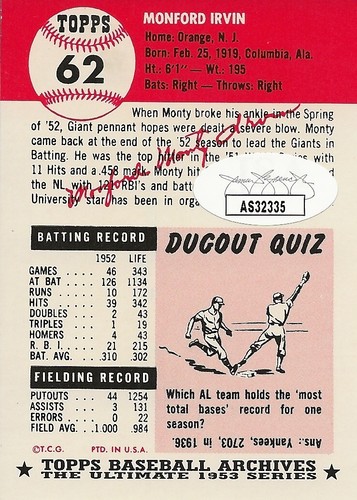 TOPPS
62
MONFORD IRVIN
Home: Orange, N. J.
Born: Feb. 25, 1919, Columbia, Ala.
Ht.: 6'1" — Wt.: 195
Bats: Right — Throws: Right
When Monty broke his ankle in the Spring
of '52, Giant pennant hopes were dealt a severe blow. Monty
came back at the end of the '52 season to lead the Giants in
Batting. He was the top hitter in the '51 Series with
11 Hits and a .458 mark. Monty hit
the NL with 121 RBI's and batt
University star has been in organ
Monford Monty Irvin
AS32335
BATTING RECORD
1952 LIFE
GAMES 46 343
AT BAT 126 1134
RUNS 10 172
HITS 39 342
DOUBLES 2 43
TRIPLES 1 19
HOMERS 4 43
R. B. I. 21 215
BAT. AVG. .310 .302
FIELDING RECORD
PUTOUTS 44 1254
ASSISTS 3 131
ERRORS 0 22
FIELD AVG. 1.000 .984
©T.C.G. PTD. IN U.S.A.
DUGOUT QUIZ
Which AL team holds the 'most
total bases' record for one
season?
Ans.: Yankees, 2703, in 1936.
★ TOPPS BASEBALL ARCHIVES ★
THE ULTIMATE 1953 SERIES